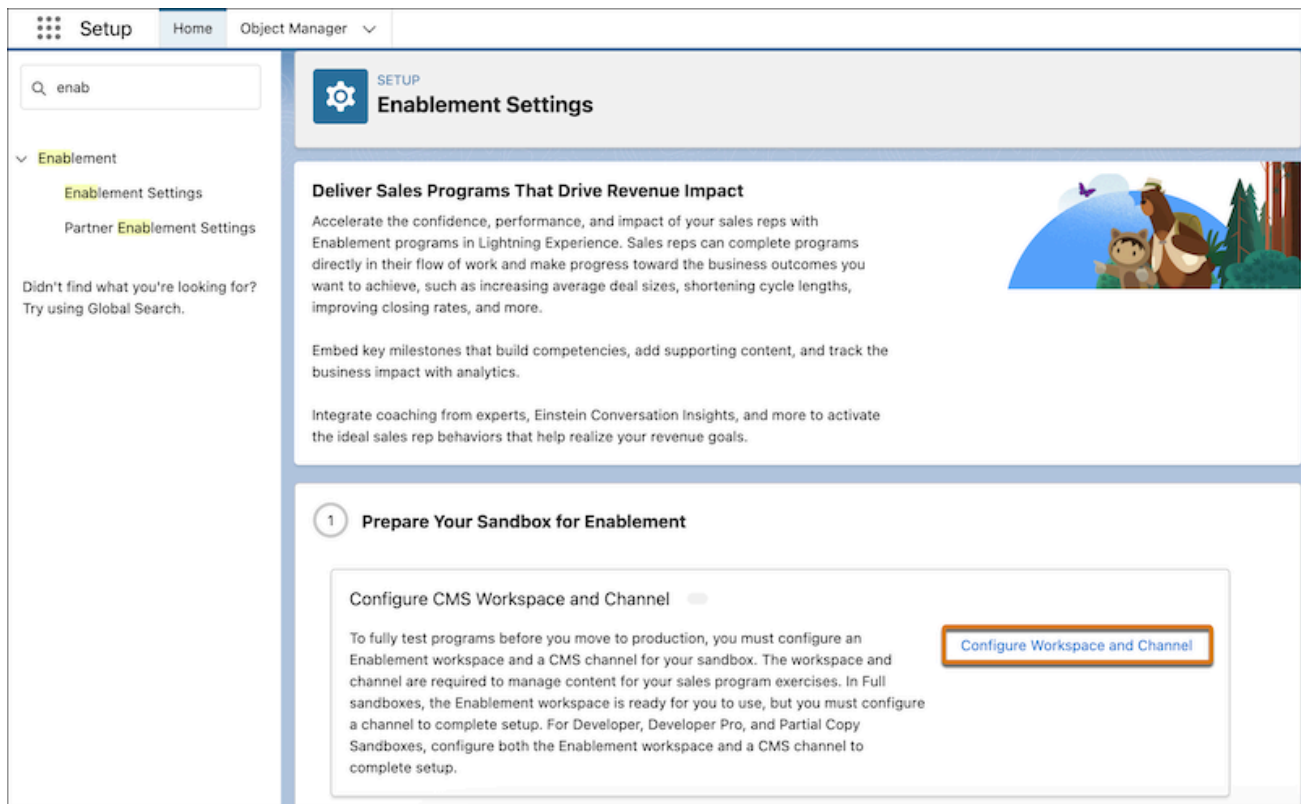 Setup
Home
Object Manager
enab
Enablement
Enablement Settings
Partner Enablement Settings
Didn't find what you're looking for?
Try using Global Search.
SETUP
Enablement Settings
Deliver Sales Programs That Drive Revenue Impact
Accelerate the confidence, performance, and impact of your sales reps with
Enablement programs in Lightning Experience. Sales reps can complete programs
directly in their flow of work and make progress toward the business outcomes you
want to achieve, such as increasing average deal sizes, shortening cycle lengths,
improving closing rates, and more.
Embed key milestones that build competencies, add supporting content, and track the
business impact with analytics.
Integrate coaching from experts, Einstein Conversation Insights, and more to activate
the ideal sales rep behaviors that help realize your revenue goals.
1 Prepare Your Sandbox for Enablement
Configure CMS Workspace and Channel
To fully test programs before you move to production, you must configure an
Enablement workspace and a CMS channel for your sandbox. The workspace and
channel are required to manage content for your sales program exercises. In Full
sandboxes, the Enablement workspace is ready for you to use, but you must configure
a channel to complete setup. For Developer, Developer Pro, and Partial Copy
Sandboxes, configure both the Enablement workspace and a CMS channel to
complete setup.
Configure Workspace and Channel